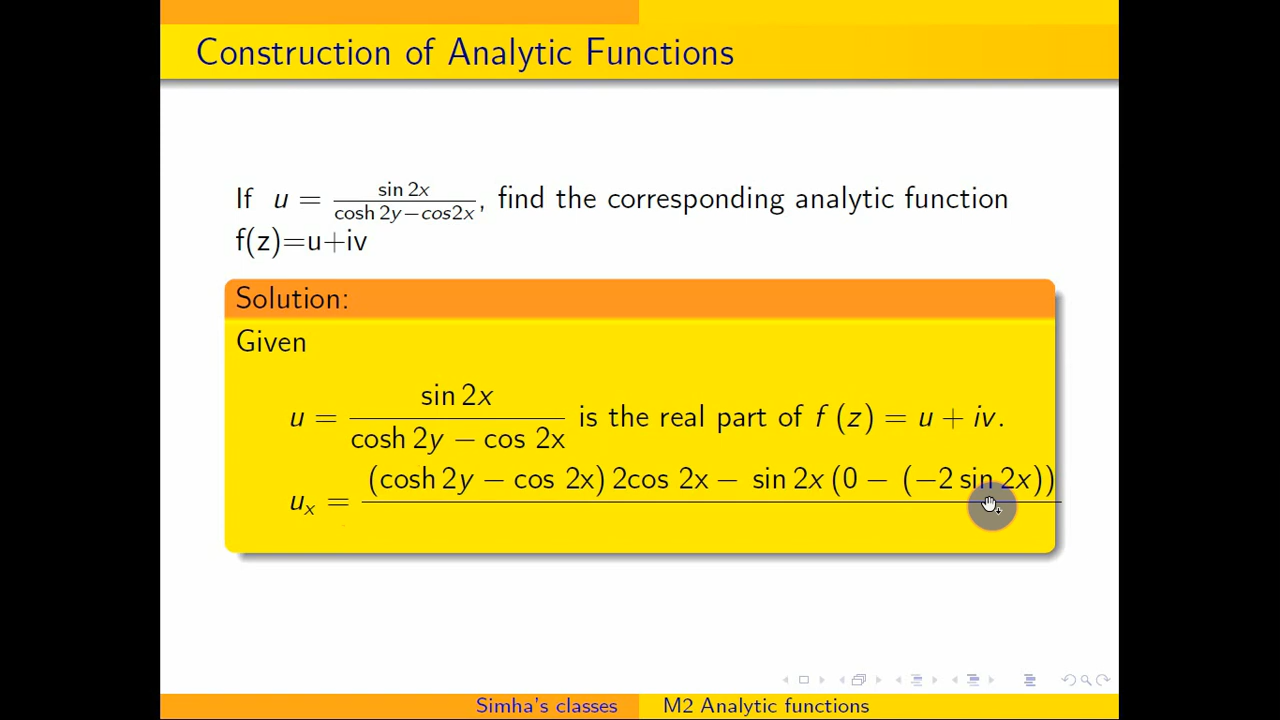 Construction of Analytic Functions
If u = sin 2x / cosh 2y−cos2x, find the corresponding analytic function
f(z)=u+iv
Solution:
Given
u = sin 2x / cosh 2y − cos 2x is the real part of f (z) = u + iv.
u_x = (cosh 2y − cos 2x) 2cos 2x − sin 2x (0 − (−2 sin 2x))
Simha's classes M2 Analytic functions